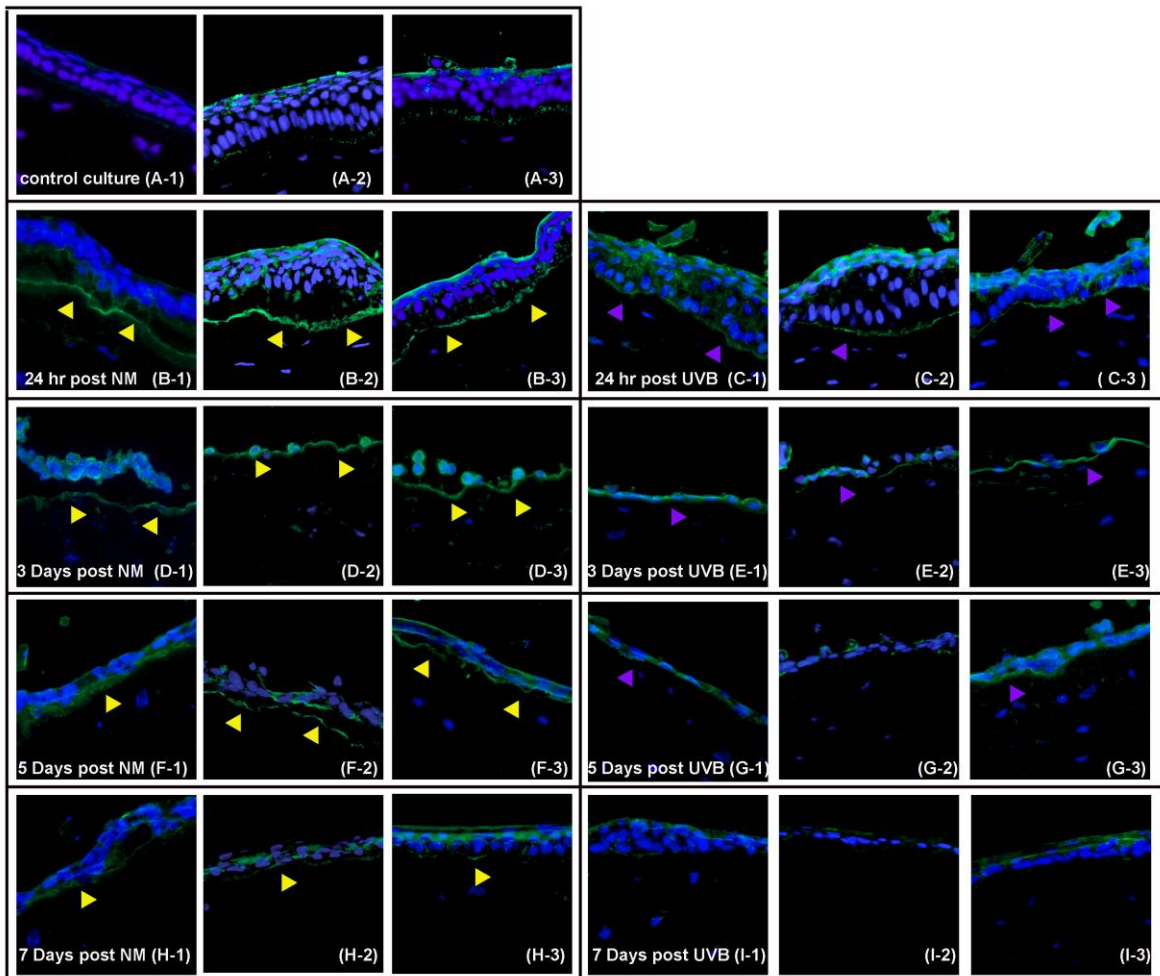 control culture (A-1) (A-2) (A-3)
24 hr post NM (B-1) (B-2) (B-3) 24 hr post UVB (C-1) (C-2) ( C-3 )
3 Days post NM (D-1) (D-2) (D-3) 3 Days post UVB (E-1) (E-2) (E-3)
5 Days post NM (F-1) (F-2) (F-3) 5 Days post UVB (G-1) (G-2) (G-3)
7 Days post NM (H-1) (H-2) (H-3) 7 Days post UVB (I-1) (I-2) (I-3)